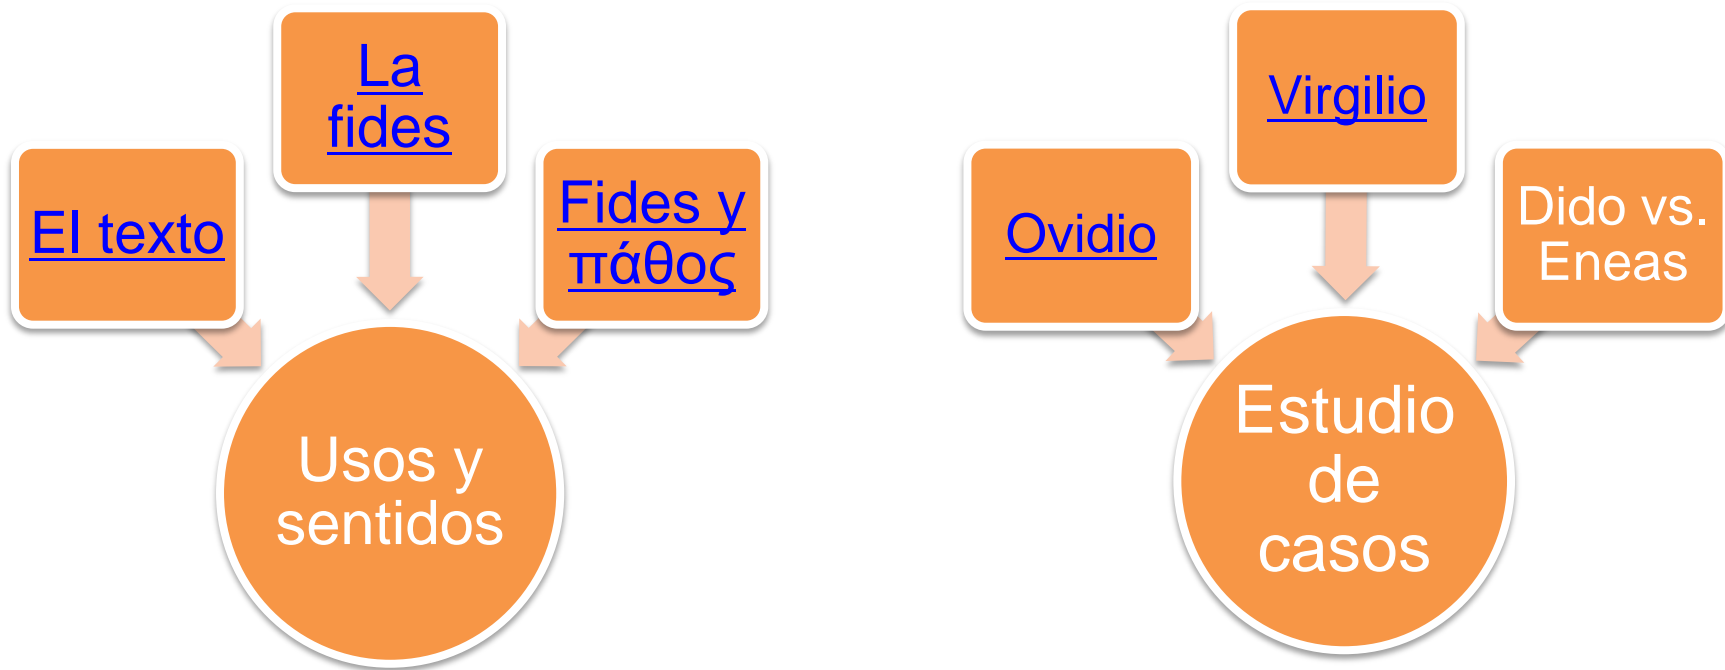 El texto
La
fides
Fides y
πάθος
Usos y
sentidos
Ovidio
Virgilio
Dido vs.
Eneas
Estudio
de
casos